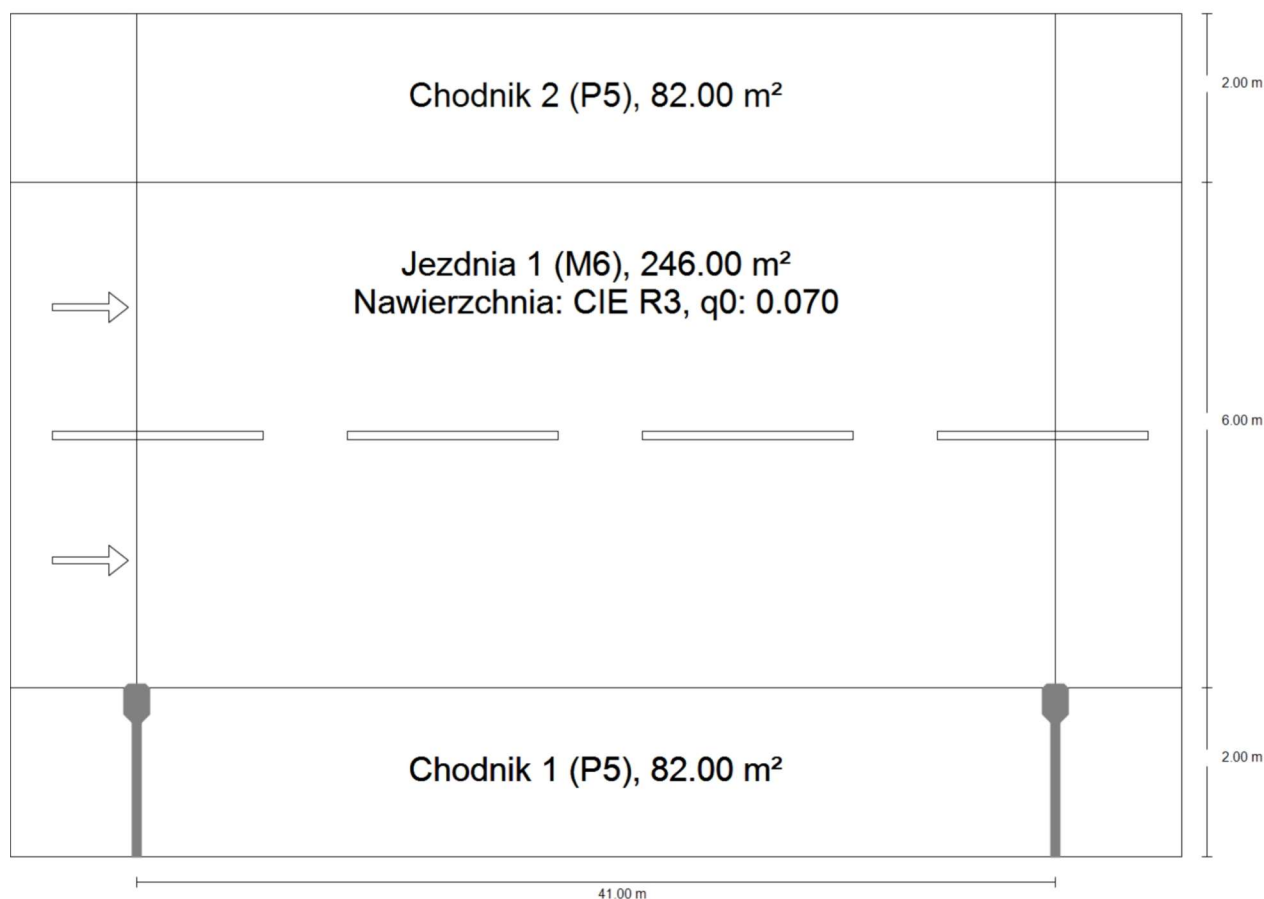 2.00 m
Chodnik 2 (P5), 82.00 m²
Jezdnia 1 (M6), 246.00 m²
Nawierzchnia: CIE R3, q0: 0.070
6.00 m
2.00 m
Chodnik 1 (P5), 82.00 m²
41.00 m